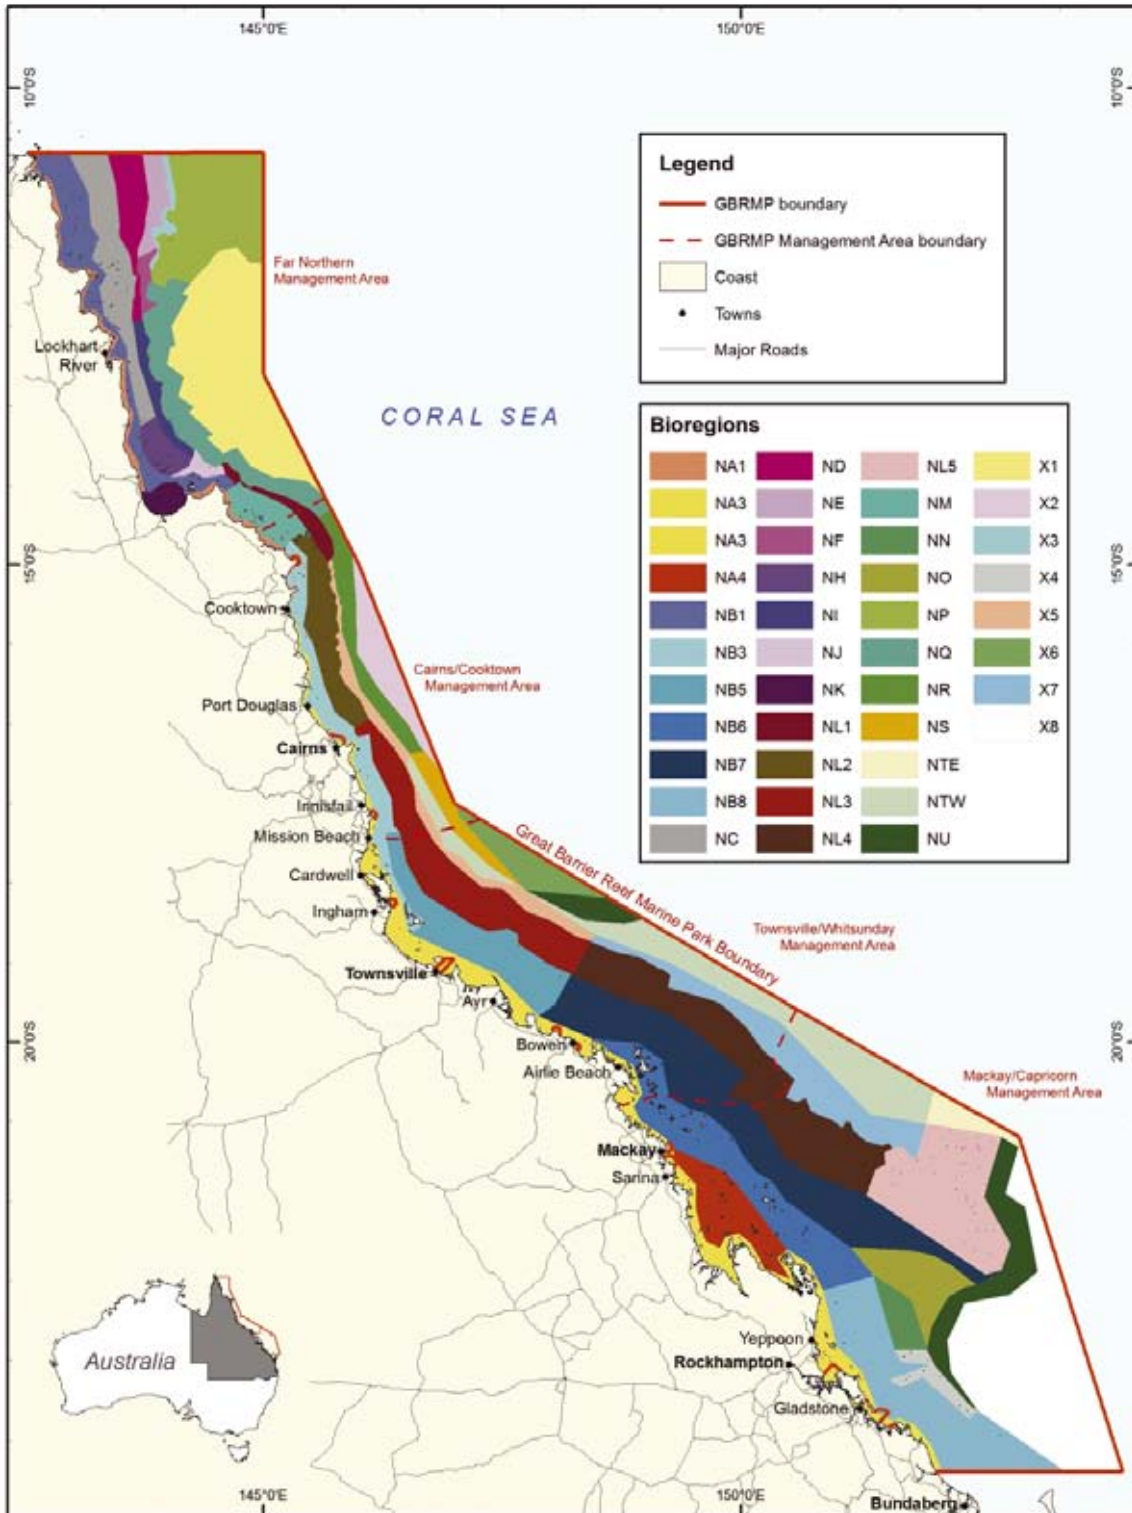 145°0'E
150°0'E
10°0'S
10°0'S
Legend
GBRMP boundary
GBRMP Management Area boundary
Coast
Towns
Major Roads
Far Northern
Management Area
Lockhart
River
CORAL SEA
Bioregions
NA1
ND
NL5
X1
NA3
NE
NM
X2
NA3
NF
NN
X3
NA4
NH
NO
X4
NB1
NI
NP
X5
NB3
NJ
NQ
X6
NB5
NK
NR
X7
NB6
NL1
NS
X8
NB7
NL2
NTE
NB8
NL3
NTW
NC
NL4
NU
15°0'S
15°0'S
Cooktown
Cairns/Cooktown
Management Area
Port Douglas
Cairns
Innisfail
Mission Beach
Cardwell
Ingham
Great Barrier Reef Marine Park Boundary
Townsville/Whitsunday
Management Area
Townsville
Ayr
20°0'S
20°0'S
Bowen
Airlie Beach
Mackay/Capricorn
Management Area
Mackay
Sarina
Yeppoon
Rockhampton
Gladstone
Australia
145°0'E
150°0'E
Bundaberg